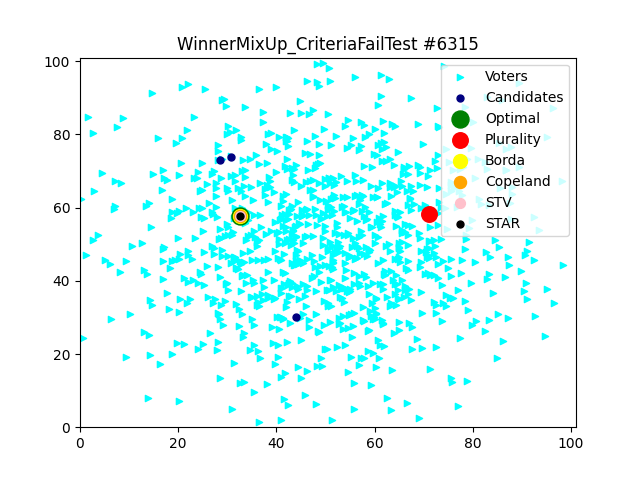 WinnerMixUp_CriteriaFailTest #6315
100
80
60
40
20
0
0 20 40 60 80 100
Voters
Candidates
Optimal
Plurality
Borda
Copeland
STV
STAR